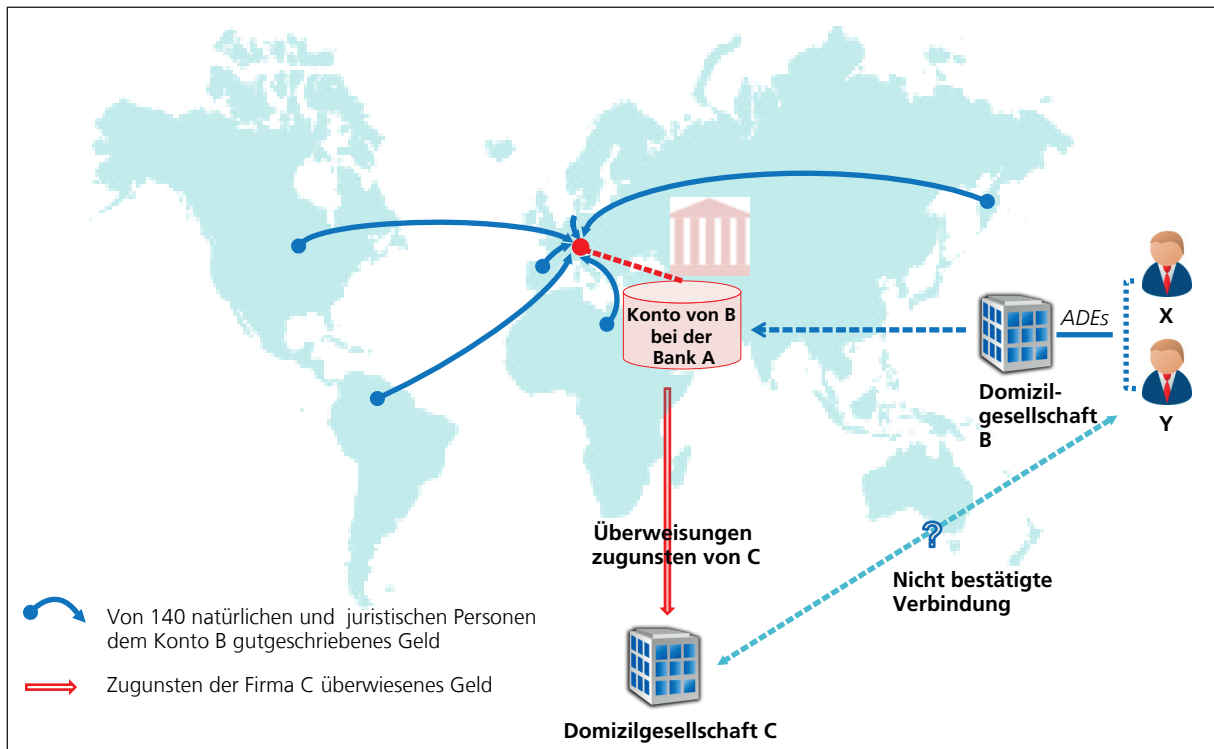 Konto von B
bei der
Bank A
ADEs
X
Y
Domizil-
gesellschaft
B
Überweisungen
zugunsten von C
?
Nicht bestätigte
Verbindung
Von 140 natürlichen und juristischen Personen
dem Konto B gutgeschriebenes Geld
Zugunsten der Firma C überwiesenes Geld
Domizilgesellschaft C